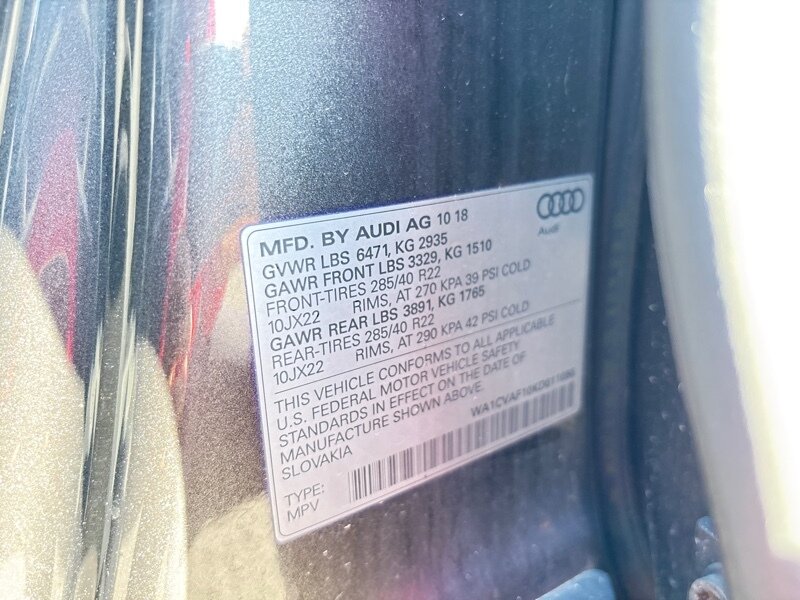 MFD. BY AUDI AG 10 18
Audi
GVWR LBS 6471, KG 2935
GAWR FRONT LBS 3329, KG 1510
FRONT-TIRES 285/40 R22
10JX22 RIMS, AT 270 KPA 39 PSI COLD
GAWR REAR LBS 3891, KG 1765
REAR-TIRES 285/40 R22
10JX22 RIMS, AT 290 KPA 42 PSI COLD
THIS VEHICLE CONFORMS TO ALL APPLICABLE
U.S. FEDERAL MOTOR VEHICLE SAFETY
STANDARDS IN EFFECT ON THE DATE OF
MANUFACTURE SHOWN ABOVE.
SLOVAKIA
TYPE:
MPV